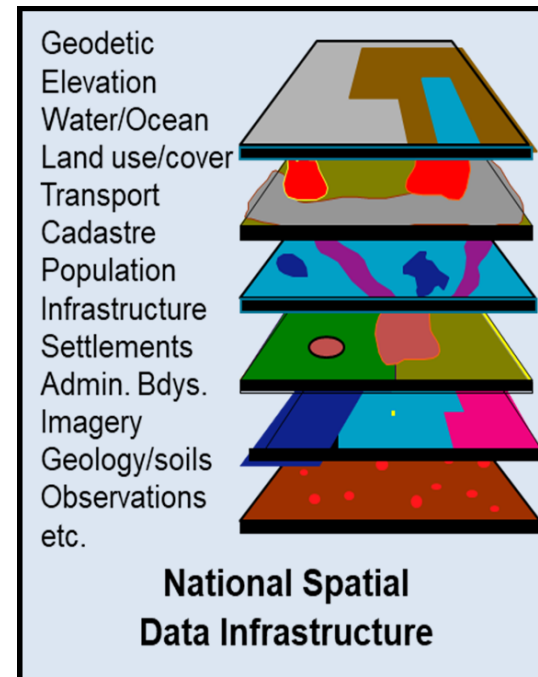 Geodetic
Elevation
Water/Ocean
Land use/cover
Transport
Cadastre
Population
Infrastructure
Settlements
Admin. Bdys.
Imagery
Geology/soils
Observations
etc.
National Spatial
Data Infrastructure